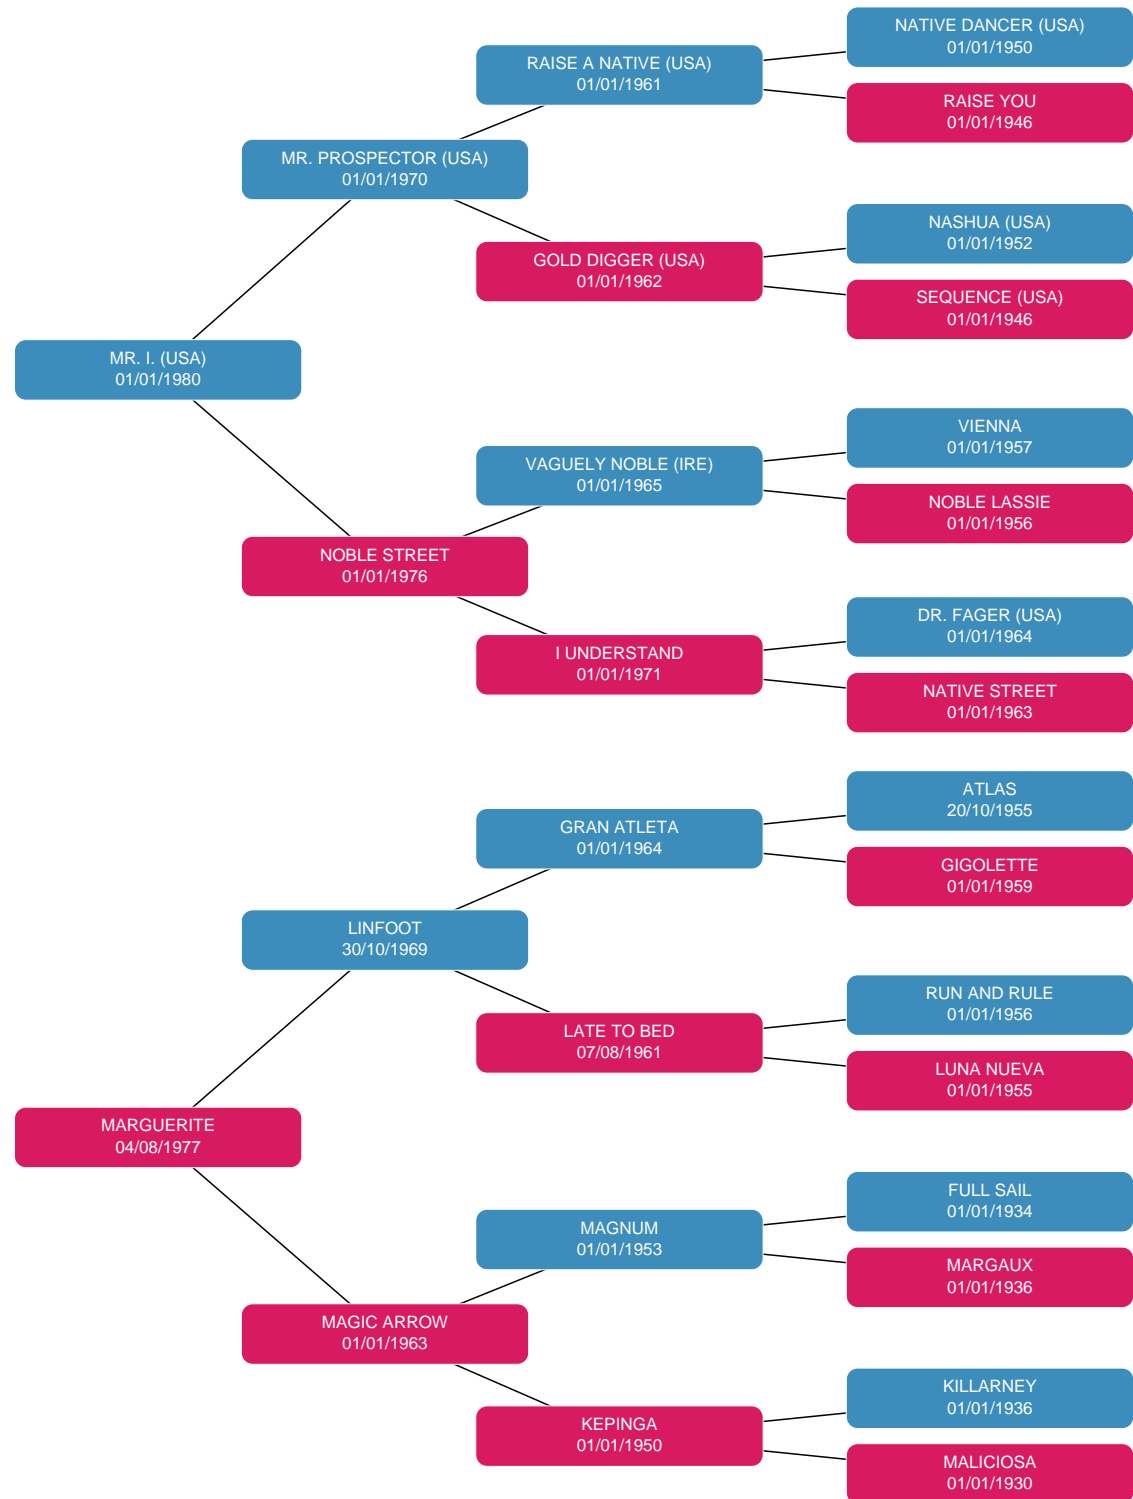 NATIVE DANCER (USA)
01/01/1950
RAISE A NATIVE (USA)
01/01/1961
RAISE YOU
01/01/1946
MR. PROSPECTOR (USA)
01/01/1970
NASHUA (USA)
01/01/1952
GOLD DIGGER (USA)
01/01/1962
SEQUENCE (USA)
01/01/1946
MR. I. (USA)
01/01/1980
VIENNA
01/01/1957
VAGUELY NOBLE (IRE)
01/01/1965
NOBLE LASSIE
01/01/1956
NOBLE STREET
01/01/1976
DR. FAGER (USA)
01/01/1964
I UNDERSTAND
01/01/1971
NATIVE STREET
01/01/1963
ATLAS
20/10/1955
GRAN ATLETA
01/01/1964
GIGOLETTE
01/01/1959
LINFOOT
30/10/1969
RUN AND RULE
01/01/1956
LATE TO BED
07/08/1961
LUNA NUEVA
01/01/1955
MARGUERITE
04/08/1977
FULL SAIL
01/01/1934
MAGNUM
01/01/1953
MARGAUX
01/01/1936
MAGIC ARROW
01/01/1963
KILLARNEY
01/01/1936
KEPINGA
01/01/1950
MALICIOSA
01/01/1930